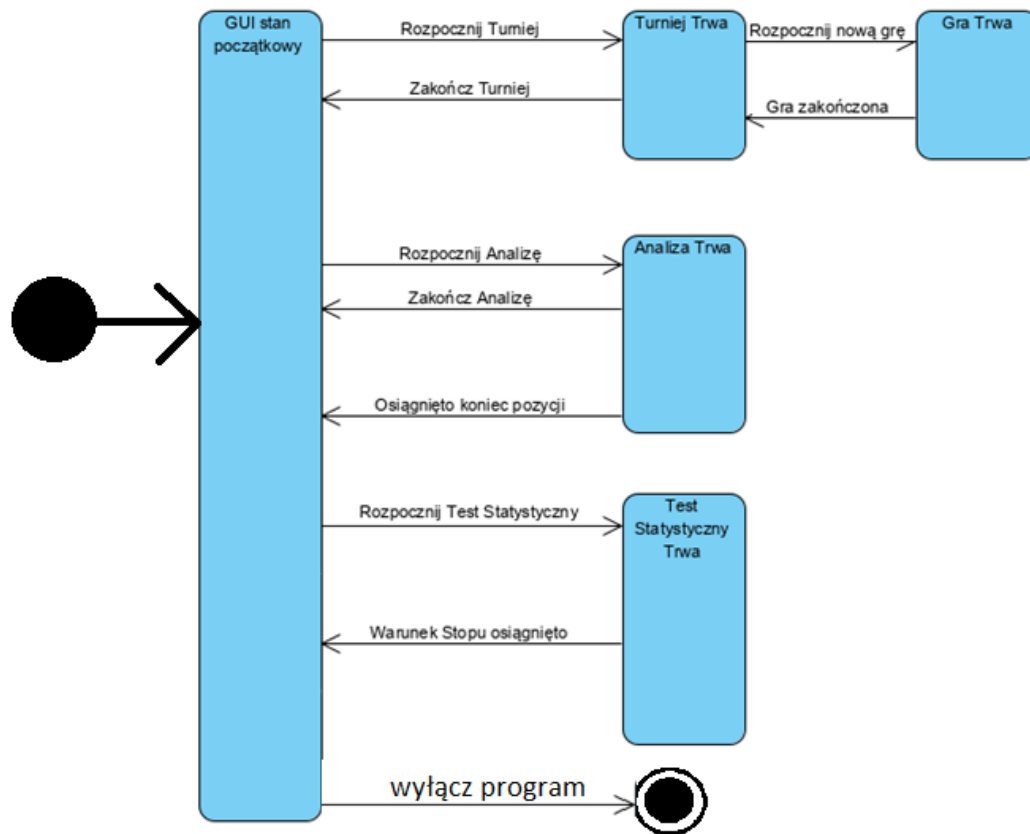 GUI stan
początkowy
Rozpocznij Turniej
Turniej Trwa
Rozpocznij nową grę
Gra Trwa
Zakończ Turniej
Gra zakończona
Rozpocznij Analizę
Analiza Trwa
Zakończ Analizę
Osiągnięto koniec pozycji
Rozpocznij Test Statystyczny
Test
Statystyczny
Trwa
Warunek Stopu osiągnięto
wyłącz program